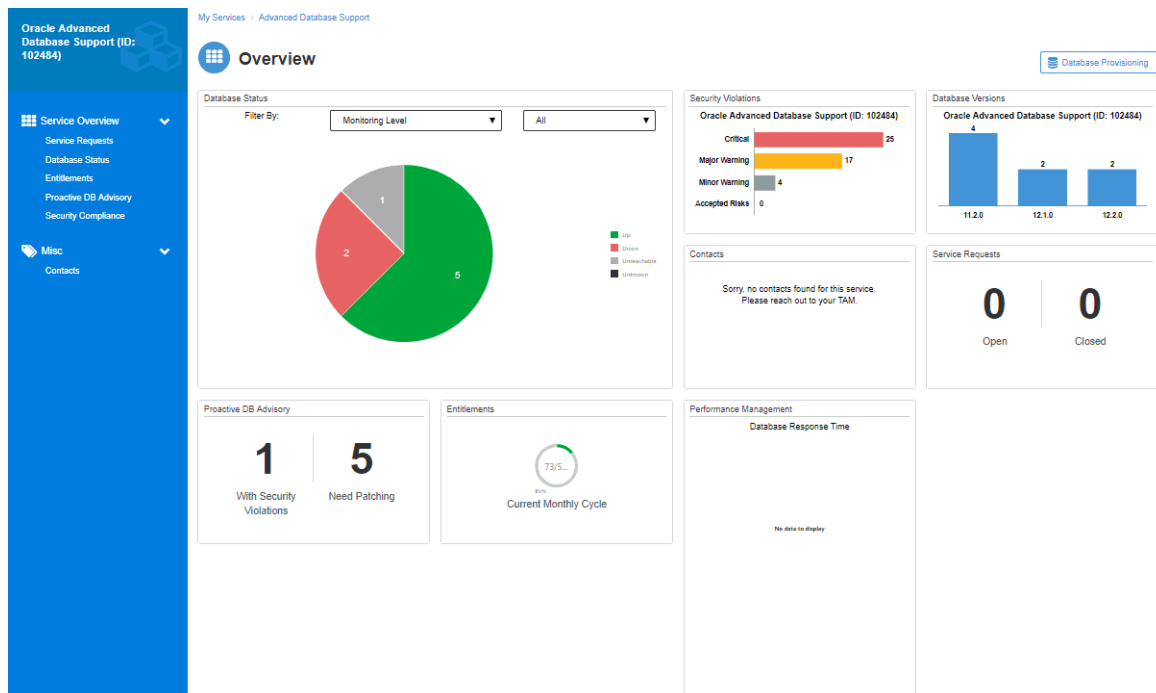 Oracle Advanced
Database Support (ID:
102484)
Service Overview
Service Requests
Database Status
Entitlements
Proactive DB Advisory
Security Compliance
Misc
Contacts
My Services / Advanced Database Support
Overview
Database Provisioning
Database Status
Filter By:
Monitoring Level
All
1
2
5
Up
Down
Unreachable
Unknown
Security Violations
Oracle Advanced Database Support (ID: 102484)
Critical 25
Major Warning 17
Minor Warning 4
Accepted Risks 0
Database Versions
Oracle Advanced Database Support (ID: 102484)
4 2 2
11.2.0 12.1.0 12.2.0
Contacts
Sorry, no contacts found for this service.
Please reach out to your TAM.
Service Requests
0 0
Open Closed
Proactive DB Advisory
1 5
With Security Need Patching
Violations
Entitlements
73/5...
Current Monthly Cycle
Performance Management
Database Response Time
No data to display